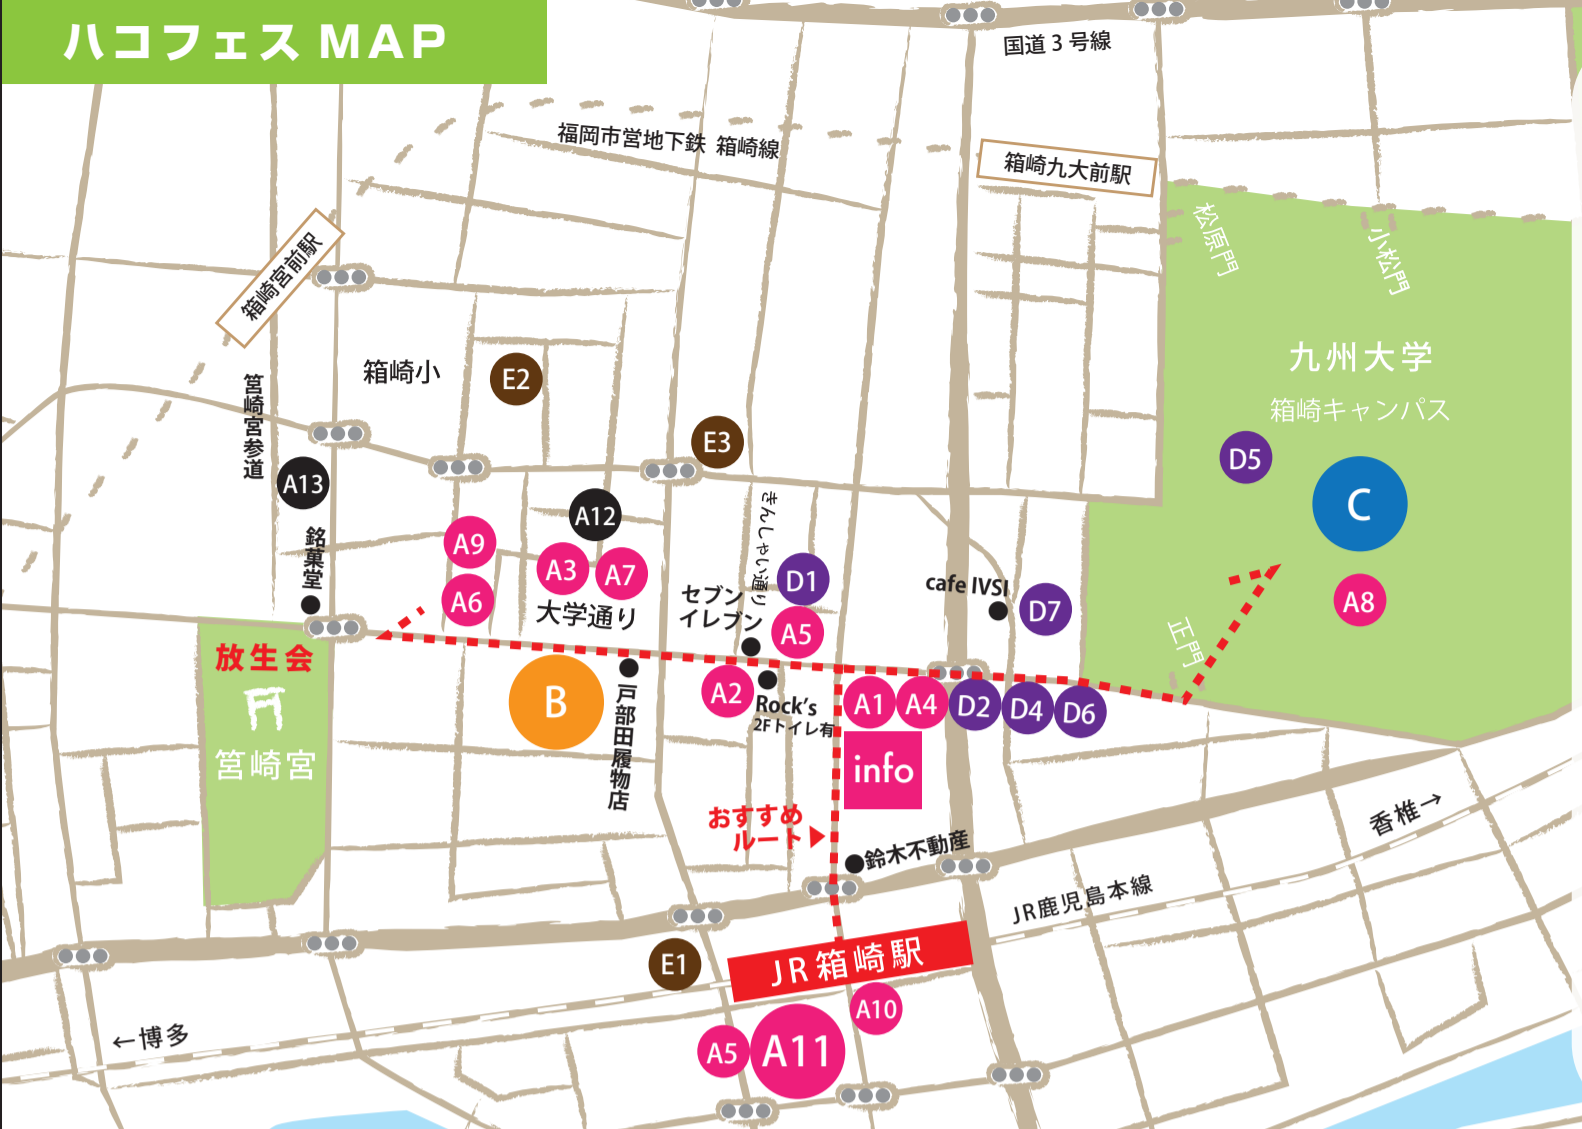 ハコフェス MAP
国道3号線
福岡市営地下鉄 箱崎線
箱崎九大前駅
松原門
小松門
箱崎宮前駅
箱崎小
E2
九州大学
箱崎キャンパス
筥崎宮参道
E3
D5
A13
C
きんしゃい通り
A12
銘菓堂
A9
A3
A7
D1
セブン
イレブン
cafe IVSI
D7
A6
大学通り
A5
A8
正門
放生会
筥崎宮
B
戸部田履物店
A2
Rock's
2Fトイレ有
A1
A4
D2
D4
D6
info
おすすめ
ルート
鈴木不動産
香椎→
JR鹿児島本線
E1
JR箱崎駅
←博多
A10
A5
A11